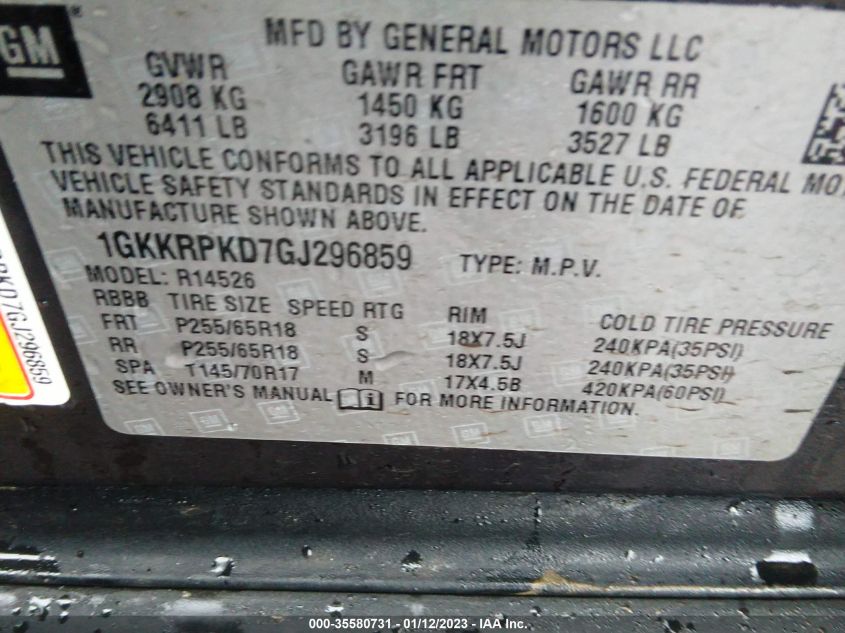 GM ®
MFD BY GENERAL MOTORS LLC
GVWR GAWR FRT GAWR RR
2908 KG 1450 KG 1600 KG
6411 LB 3196 LB 3527 LB
THIS VEHICLE CONFORMS TO ALL APPLICABLE U.S. FEDERAL MO
VEHICLE SAFETY STANDARDS IN EFFECT ON THE DATE OF
MANUFACTURE SHOWN ABOVE.
1GKKRPKD7GJ296859 TYPE: M.P.V.
MODEL: R14526
RBBB TIRE SIZE SPEED RTG RIM COLD TIRE PRESSURE
FRT P255/65R18 S 18X7.5J 240KPA(35PSI)
RR P255/65R18 S 18X7.5J 240KPA(35PSI)
SPA T145/70R17 M 17X4.5B 420KPA(60PSI)
SEE OWNER'S MANUAL i FOR MORE INFORMATION.
PKD7GJ296859
000-35580731 - 01/12/2023 - IAA Inc.